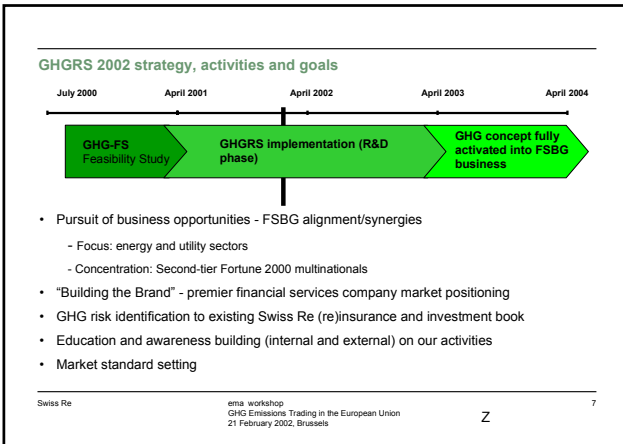 GHGRS 2002 strategy, activities and goals
July 2000 April 2001 April 2002 April 2003 April 2004
GHG-FS
Feasibility Study
GHGRS implementation (R&D
phase)
GHG concept fully
activated into FSBG
business
• Pursuit of business opportunities - FSBG alignment/synergies
- Focus: energy and utility sectors
- Concentration: Second-tier Fortune 2000 multinationals
• “Building the Brand” - premier financial services company market positioning
• GHG risk identification to existing Swiss Re (re)insurance and investment book
• Education and awareness building (internal and external) on our activities
• Market standard setting
Swiss Re
ema workshop
GHG Emissions Trading in the European Union
21 February 2002, Brussels
Z
7